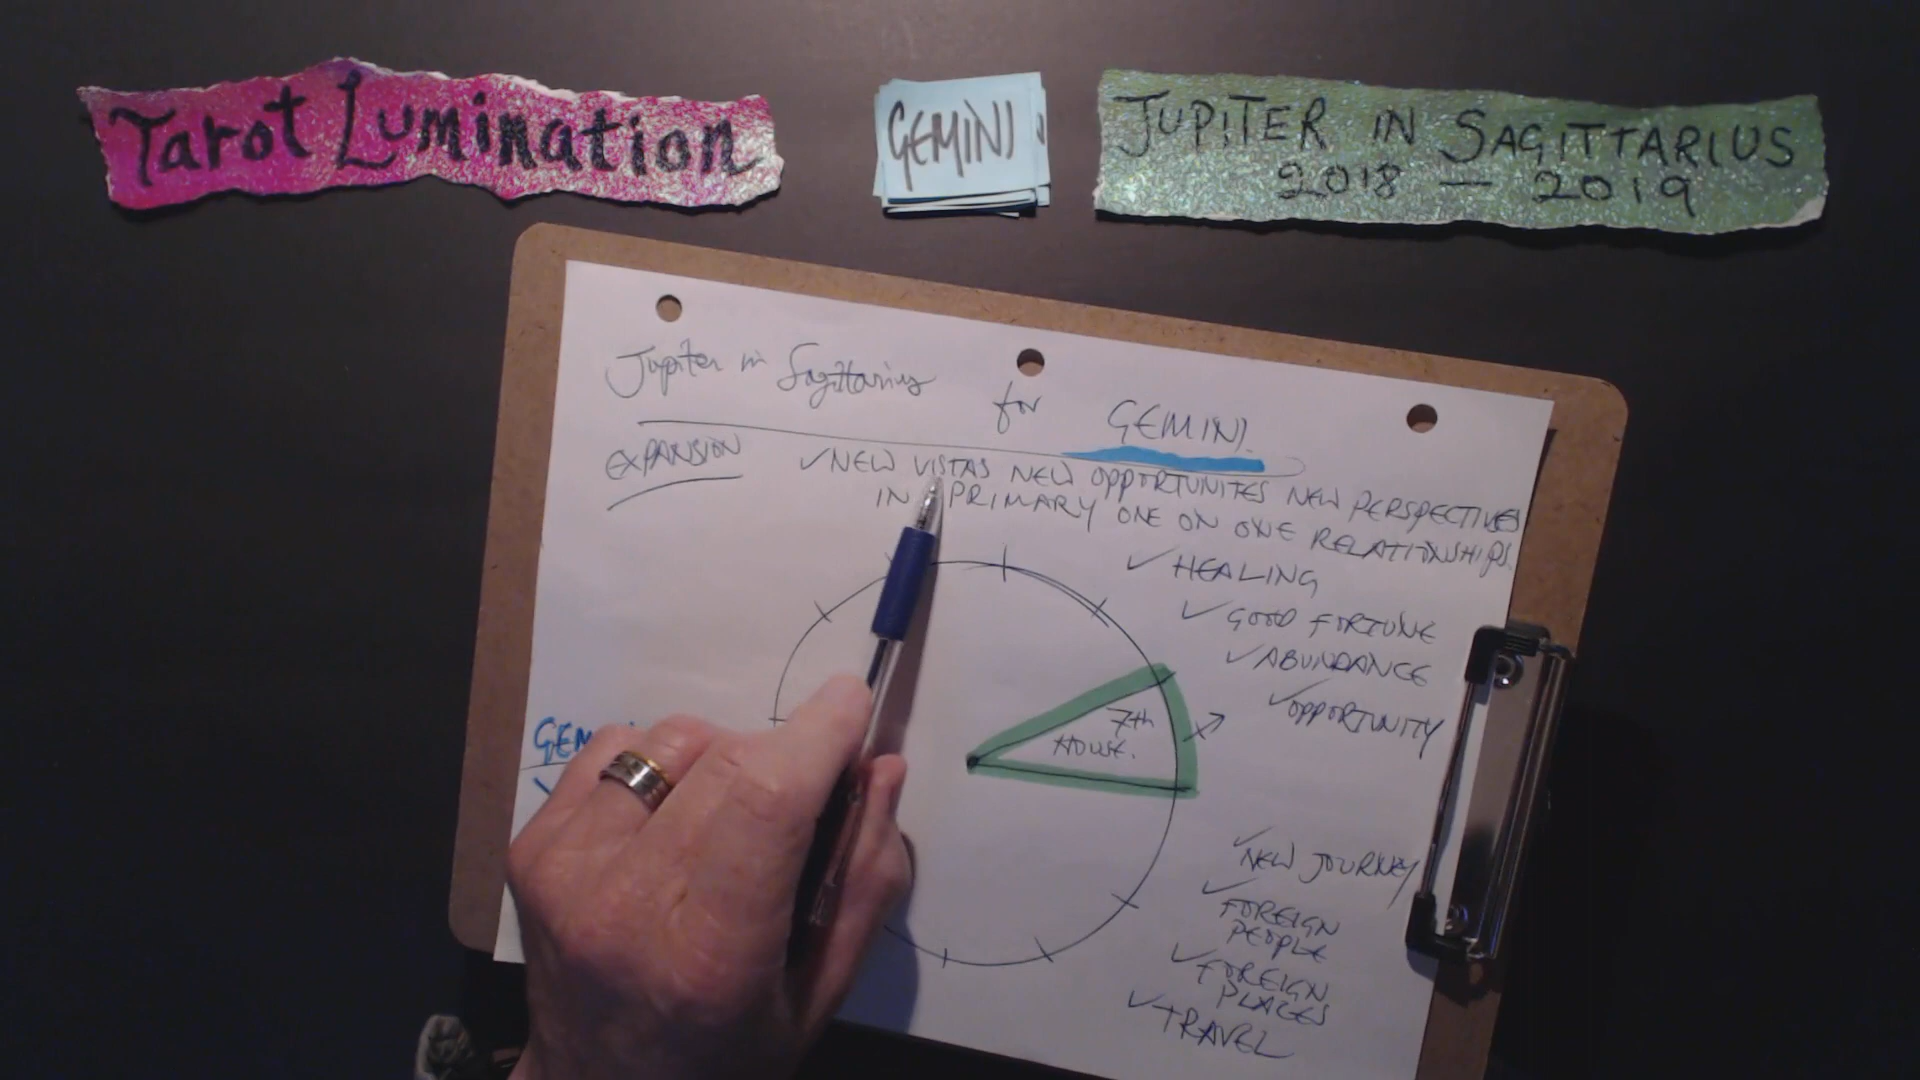 Tarot Lumination
GEMINI
JUPITER IN SAGITTARIUS
2018 — 2019
Jupiter in Sagittarius for GEMINI.
EXPANSION
✓NEW VISTAS NEW OPPORTUNITES NEW PERSPECTIVES
IN PRIMARY ONE ON ONE RELATIONSHIPS.
✓ HEALING
✓ GOOD FORTUNE
✓ ABUNDANCE
✓ OPPORTUNITY
7th
HOUSE.
GEM
✓ NEW JOURNEY
✓ FOREIGN
PEOPLE
✓ FOREIGN
PLACES
✓ TRAVEL